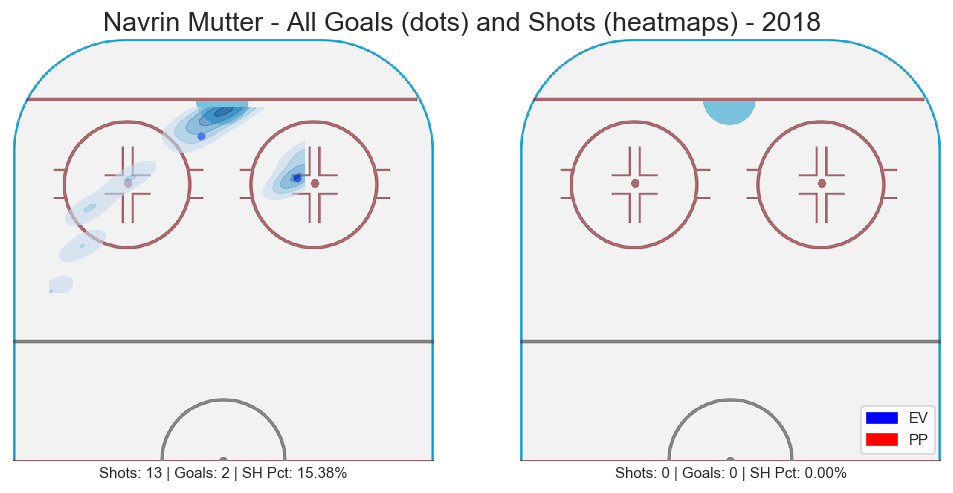 Navrin Mutter - All Goals (dots) and Shots (heatmaps) - 2018
EV
PP
Shots: 13 | Goals: 2 | SH Pct: 15.38%
Shots: 0 | Goals: 0 | SH Pct: 0.00%